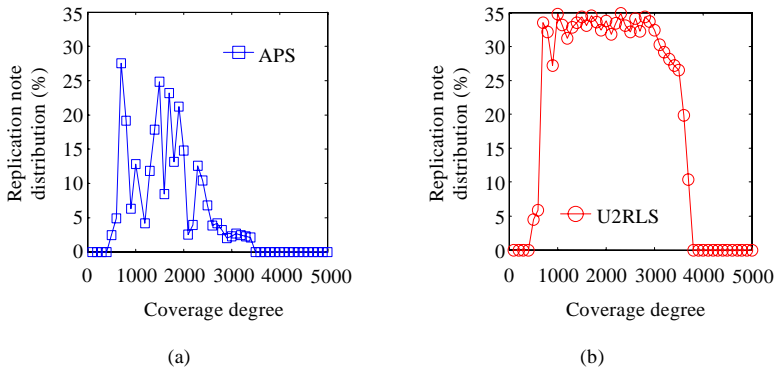 Replication note
distribution (%)
35
30
25
20
15
10
5
0
APS
0 1000 2000 3000 4000 5000
Coverage degree
(a)
Replication note
distribution (%)
35
30
25
20
15
10
5
0
U2RLS
0 1000 2000 3000 4000 5000
Coverage degree
(b)